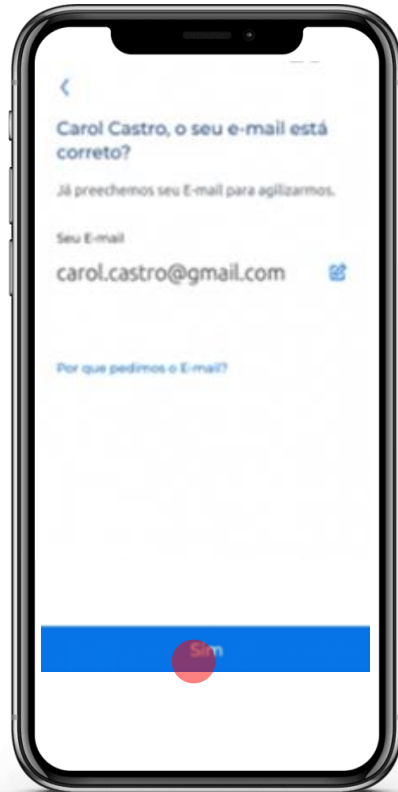 Carol Castro, o seu e-mail está
correto?
Já preechemos seu E-mail para agilizarmos.
Seu E-mail
carol.castro@gmail.com
Por que pedimos o E-mail?
Sim